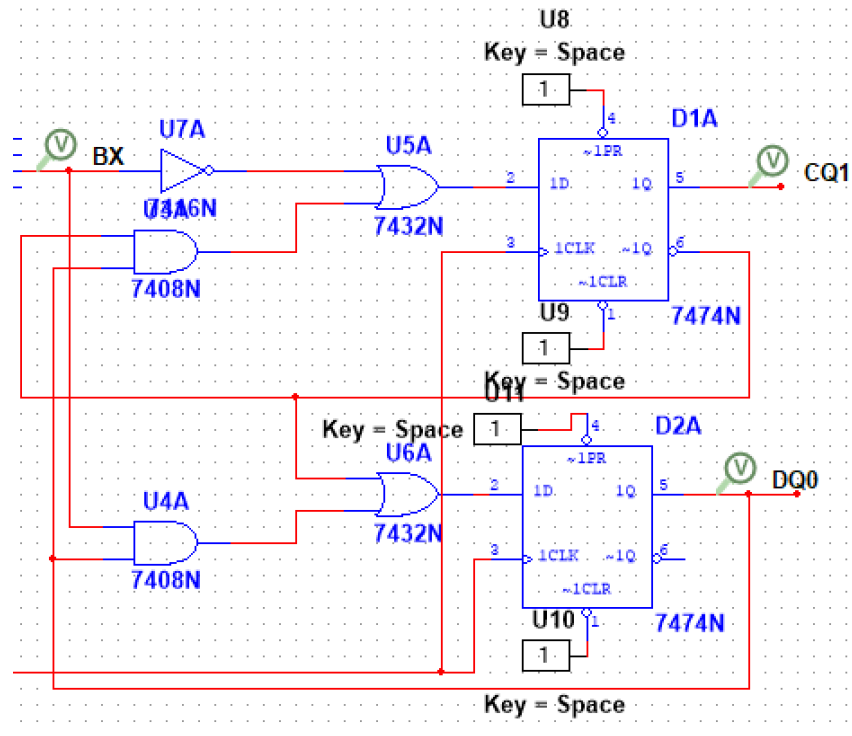 U8
Key = Space
1
4
D1A
~1PR
V
BX
U7A
U5A
2
1D
1Q
5
V
CQ1
7432N
3
1CLK
~1Q
6
7408N
~1CLR
U9
1
7474N
1
Key = Space
U11
Key = Space
1
4
D2A
~1PR
U6A
V
DQ0
2
1D
1Q
5
U4A
7432N
3
1CLK
~1Q
6
7408N
~1CLR
U10
1
7474N
1
Key = Space